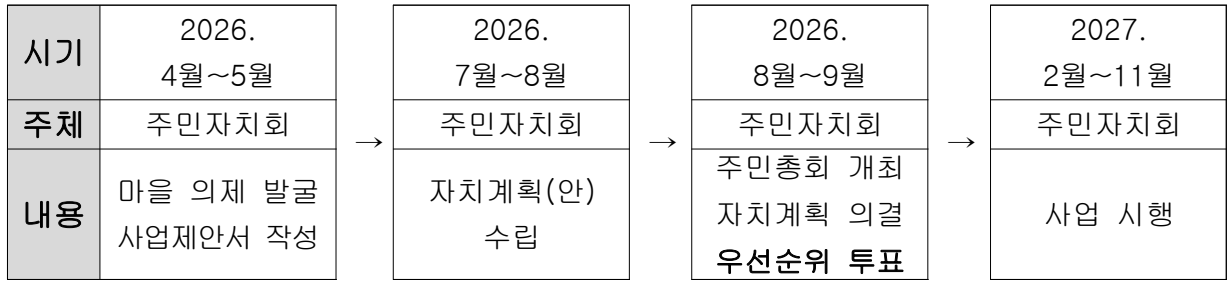 시기
2026.
4월~5월
2026.
7월~8월
2026.
8월~9월
2027.
2월~11월
주체
주민자치회
→
주민자치회
→
주민자치회
→
주민자치회
내용
마을 의제 발굴
사업제안서 작성
자치계획(안)
수립
주민총회 개최
자치계획 의결
우선순위 투표
사업 시행